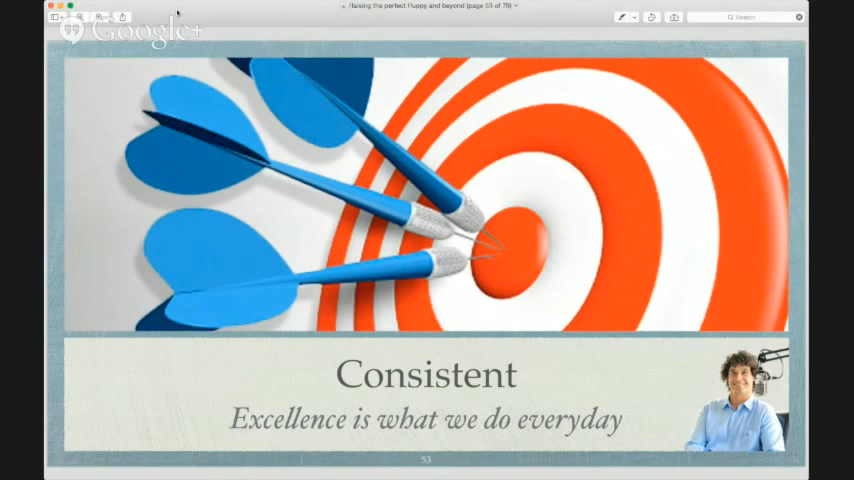 Raising the perfect Puppy and beyond (page 53 of 78)
Search
Google+
Consistent
Excellence is what we do everyday
53